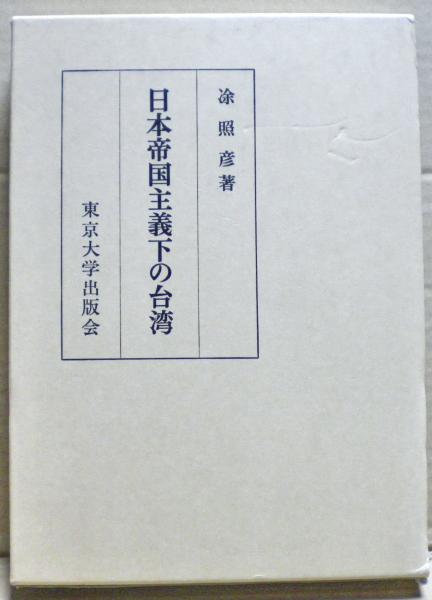 凃照彦著
日本帝国主義下の台湾
東京大学出版会